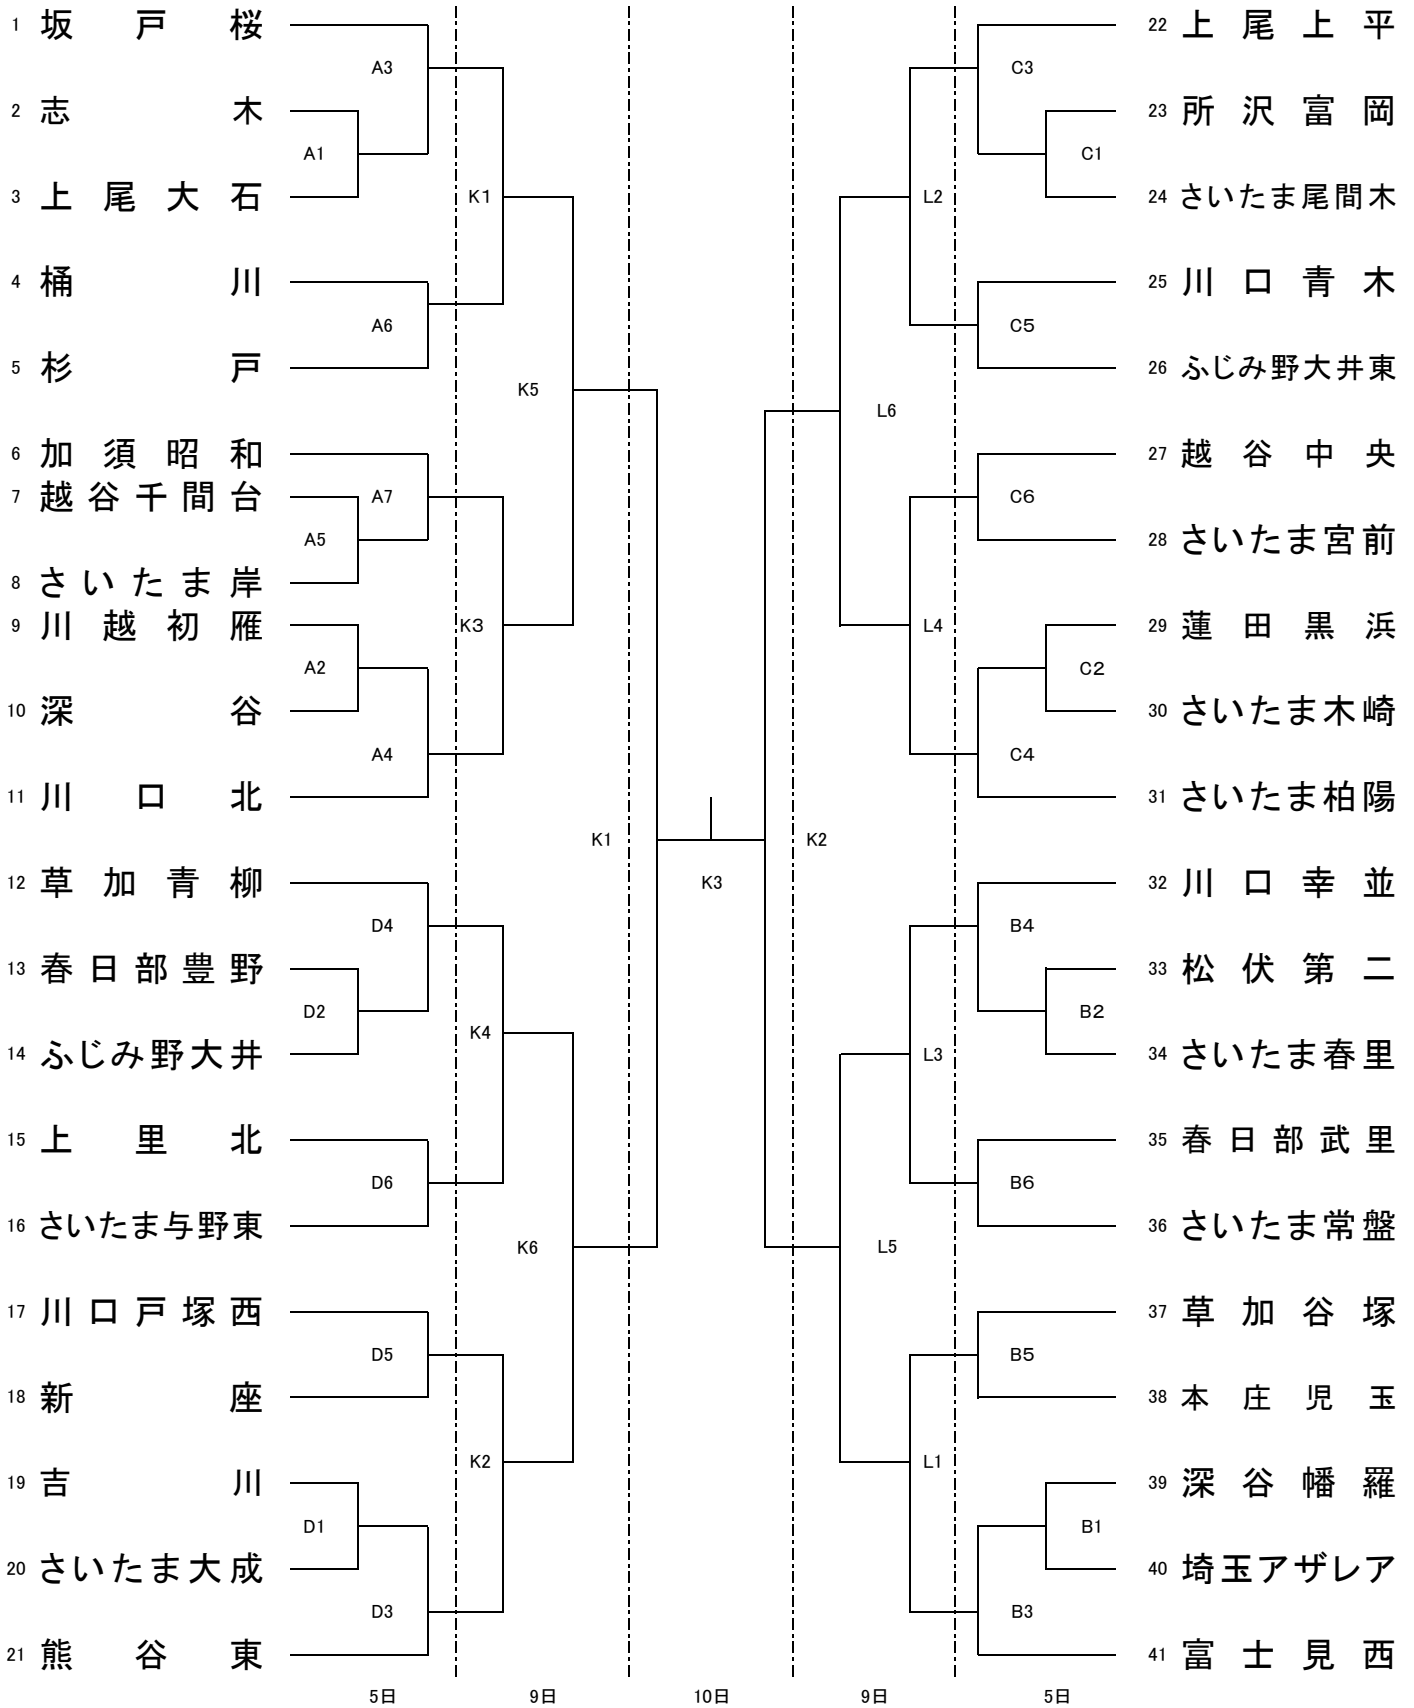 1 坂戸桜
A3
2 志木
A1
3 上尾大石
K1
4 桶川
A6
5 杉戸
K5
6 加須昭和
7 越谷千間台
A7
A5
8 さいたま岸
9 川越初雁
K3
A2
10 深谷
A4
11 川口北
K1
12 草加青柳
D4
13 春日部豊野
D2
14 ふじみ野大井
K4
15 上里北
D6
16 さいたま与野東
K6
17 川口戸塚西
D5
18 新座
K2
19 吉川
D1
20 さいたま大成
D3
21 熊谷東
K3
22 上尾上平
C3
23 所沢富岡
C1
24 さいたま尾間木
L2
25 川口青木
C5
26 ふじみ野大井東
L6
27 越谷中央
C6
28 さいたま宮前
29 蓮田黒浜
L4
C2
30 さいたま木崎
C4
31 さいたま柏陽
K2
32 川口幸並
B4
33 松伏第二
B2
34 さいたま春里
L3
35 春日部武里
B6
36 さいたま常盤
L5
37 草加谷塚
B5
38 本庄児玉
L1
39 深谷幡羅
B1
40 埼玉アザレア
B3
41 富士見西
5日 9日 10日 9日 5日